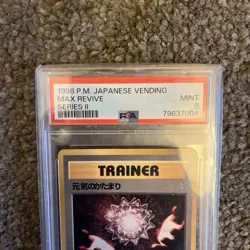 1998 P.M. JAPANESE VENDING
MAX REVIVE MINT
SERIES II 9
PSA 79637004
TRAINER
元気のかたまり